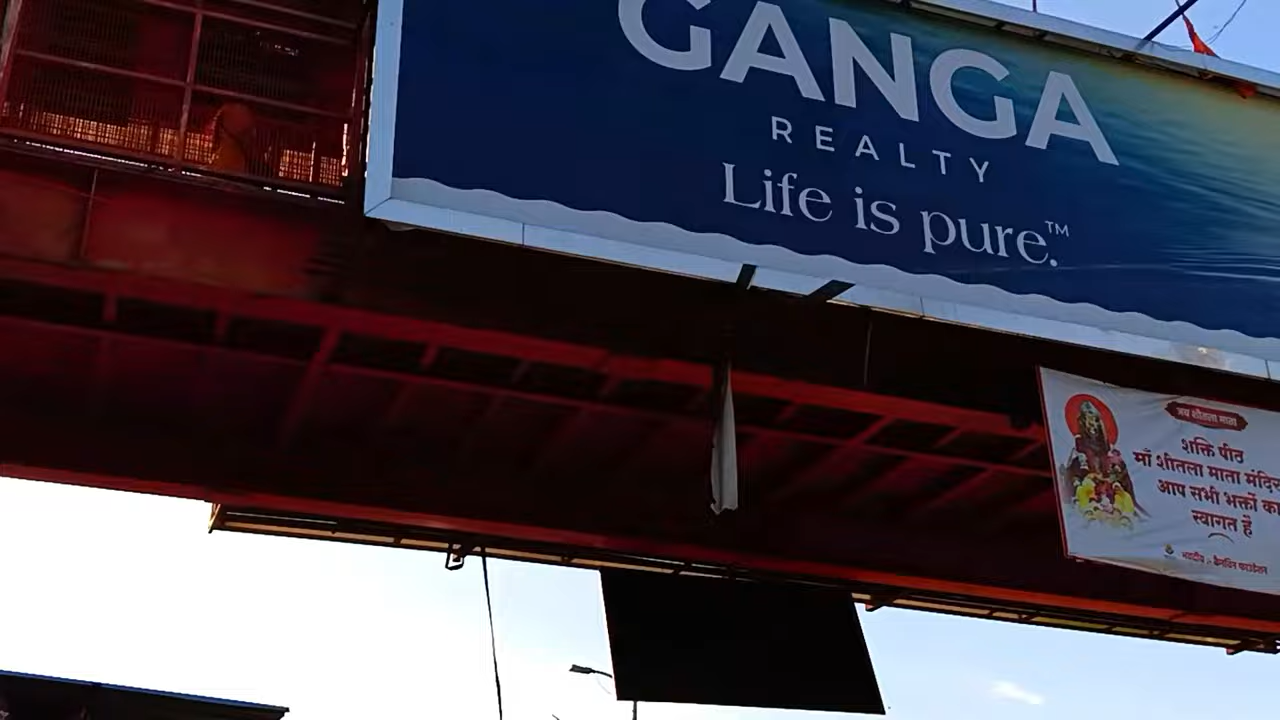 GANGA
REALTY
Life is pure.™
जय शीतला माता
शक्ति पीठ
माँ शीतला माता मंदिर
आप सभी भक्तों का
स्वागत हैं